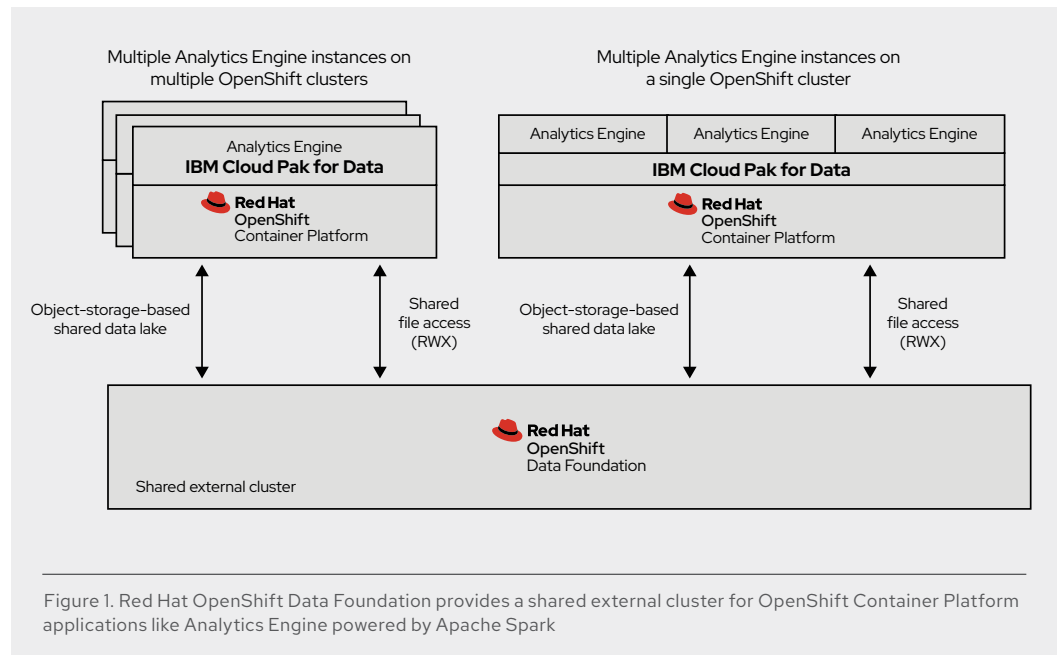 Multiple Analytics Engine instances on
multiple OpenShift clusters
Analytics Engine
IBM Cloud Pak for Data
Red Hat
OpenShift
Container Platform
Multiple Analytics Engine instances on
a single OpenShift cluster
Analytics Engine
Analytics Engine
Analytics Engine
IBM Cloud Pak for Data
Red Hat
OpenShift
Container Platform
Object-storage-based
shared data lake
Shared
file access
(RWX)
Object-storage-based
shared data lake
Shared
file access
(RWX)
Red Hat
OpenShift
Data Foundation
Shared external cluster
Figure 1. Red Hat OpenShift Data Foundation provides a shared external cluster for OpenShift Container Platform
applications like Analytics Engine powered by Apache Spark